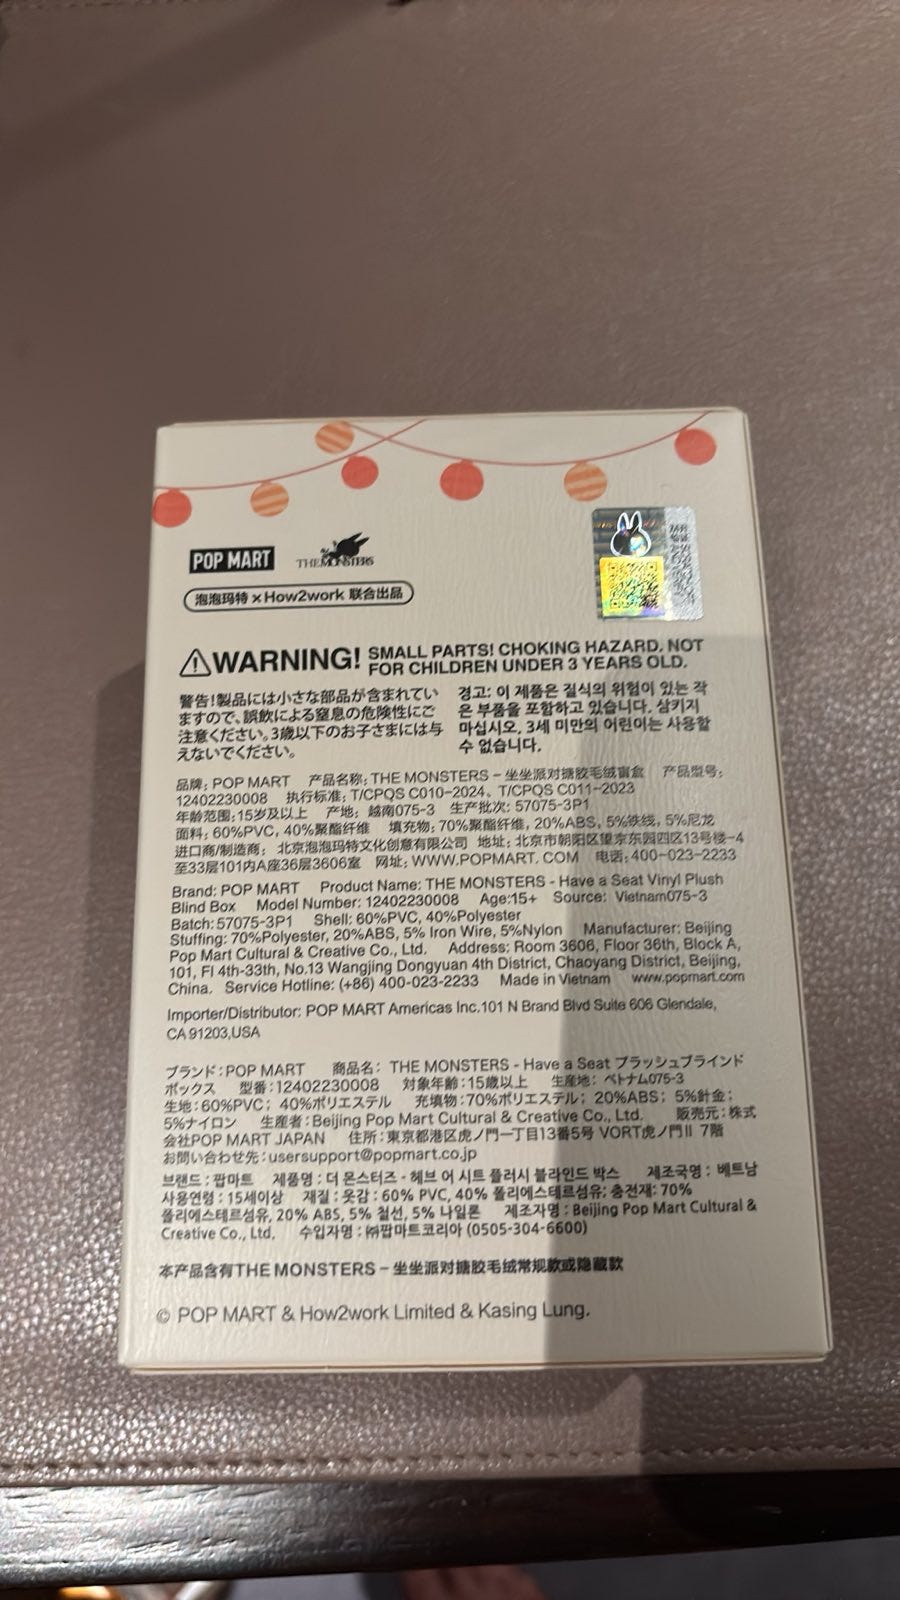 POP MART
THE MONSTERS
泡泡玛特 × How2work 联合出品
WARNING! SMALL PARTS! CHOKING HAZARD. NOT
FOR CHILDREN UNDER 3 YEARS OLD.
警告!製品には小さな部品が含まれてい
ますので、誤飲による窒息の危険性にご
注意ください。3歳以下のお子さまには与
えないでください。
경고: 이 제품은 질식의 위험이 있는 작
은 부품을 포함하고 있습니다. 삼키지
마십시오. 3세 미만의 어린이는 사용할
수 없습니다.
品牌: POP MART 产品名称: THE MONSTERS - 坐坐派对搪胶毛绒盲盒 产品型号:
12402230008 执行标准: T/CPQS C010-2024、T/CPQS C011-2023
年龄范围:15岁及以上 产地: 越南075-3 生产批次: 57075-3P1
面料: 60%PVC, 40%聚酯纤维 填充物: 70%聚酯纤维, 20%ABS, 5%铁线, 5%尼龙
进口商/制造商: 北京泡泡玛特文化创意有限公司 地址: 北京市朝阳区望京东园四区13号楼-4
至33层101内A座36层3606室 网址: WWW.POPMART.COM 电话: 400-023-2233
Brand: POP MART Product Name: THE MONSTERS - Have a Seat Vinyl Plush
Blind Box Model Number: 12402230008 Age:15+ Source: Vietnam075-3
Batch: 57075-3P1 Shell: 60%PVC, 40%Polyester
Stuffing: 70%Polyester, 20%ABS, 5% Iron Wire, 5%Nylon Manufacturer: Beijing
Pop Mart Cultural & Creative Co., Ltd. Address: Room 3606, Floor 36th, Block A,
101, Fl 4th-33th, No.13 Wangjing Dongyuan 4th District, Chaoyang District, Beijing,
China. Service Hotline: (+86) 400-023-2233 Made in Vietnam www.popmart.com
Importer/Distributor: POP MART Americas Inc.101 N Brand Blvd Suite 606 Glendale,
CA 91203,USA
ブランド:POP MART 商品名: THE MONSTERS - Have a Seat プラッシュブラインド
ボックス 型番:12402230008 対象年齢:15歳以上 生産地: ベトナム075-3
生地:60%PVC; 40%ポリエステル 充填物:70%ポリエステル; 20%ABS; 5%針金;
5%ナイロン 生産者:Beijing Pop Mart Cultural & Creative Co., Ltd. 販売元:株式
会社POP MART JAPAN 住所:東京都港区虎ノ門一丁目13番5号 VORT虎ノ門II 7階
お問い合わせ先:usersupport@popmart.co.jp
브랜드 : 팝마트 제품명 : 더 몬스터즈 - 헤브 어 시트 플러시 블라인드 박스 제조국명 : 베트남
사용연령 : 15세이상 재질 : 옷감 : 60% PVC, 40% 폴리에스테르섬유; 충전재: 70%
폴리에스테르섬유, 20% ABS, 5% 철선, 5% 나일론 제조자명 : Beijing Pop Mart Cultural &
Creative Co., Ltd. 수입자명 : ㈜팝마트코리아 (0505-304-6600)
本产品含有THE MONSTERS - 坐坐派对搪胶毛绒常规款或隐藏款
© POP MART & How2work Limited & Kasing Lung.